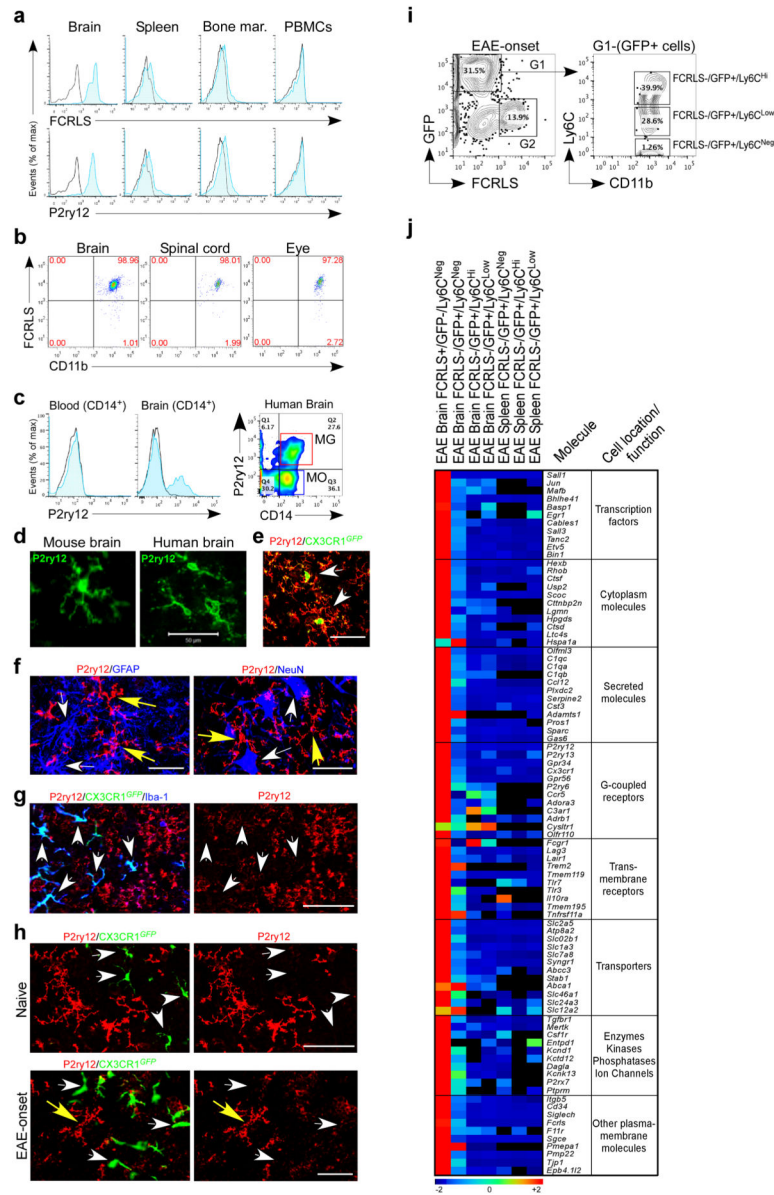 a
Brain Spleen Bone mar. PBMCs
Events (% of max)
FCRLS
P2ry12
b
Brain Spinal cord Eye
0.00 98.96 0.00 98.01 0.00 97.28
FCRLS
0.00 1.01 0.00 1.99 0.00 2.72
CD11b
c
Blood (CD14+) Brain (CD14+) Human Brain
Events (% of max)
P2ry12
Q1 6.17
Q2 27.6
MG
MO
Q4 38.2
Q3 36.1
P2ry12
CD14
d
Mouse brain Human brain
P2ry12 P2ry12
50 µm
e
P2ry12/CX3CR1GFP
f
P2ry12/GFAP P2ry12/NeuN
g
P2ry12/CX3CR1GFP/Iba-1 P2ry12
h
P2ry12/CX3CR1GFP P2ry12
Naive
P2ry12/CX3CR1GFP P2ry12
EAE-onset
i
EAE-onset G1-(GFP+ cells)
31.5%
G1
13.9%
G2
GFP
FCRLS
39.9% FCRLS-/GFP+/Ly6CHi
28.6% FCRLS-/GFP+/Ly6CLow
1.26% FCRLS-/GFP+/Ly6CNeg
Ly6C
CD11b
j
EAE Brain FCRLS+/GFP-/Ly6CNeg
EAE Brain FCRLS-/GFP+/Ly6CNeg
EAE Brain FCRLS-/GFP+/Ly6CHi
EAE Brain FCRLS-/GFP+/Ly6CLow
EAE Spleen FCRLS-/GFP+/Ly6CNeg
EAE Spleen FCRLS-/GFP+/Ly6CHi
EAE Spleen FCRLS-/GFP+/Ly6CLow
Molecule
Cell location/
function
Sall1
Jun
Mafb
Bhlhe41
Basp1
Egr1
Cables1
Sall3
Tanc2
Etv5
Bin1
Transcription
factors
Hexb
Rhob
Ctsf
Usp2
Scoc
Cttnbp2n
Lgmn
Hpgds
Ctsd
Ltc4s
Hspa1a
Cytoplasm
molecules
Olfml3
C1qc
C1qa
C1qb
Ccl12
Plxdc2
Serpine2
Cst3
Adamts1
Pros1
Sparc
Gas6
Secreted
molecules
P2ry12
P2ry13
Gpr34
Cx3cr1
Gpr56
P2ry6
Ccr5
Adora3
C3ar1
Adrb1
Cysltr1
Olfr110
G-coupled
receptors
Fcgr1
Lag3
Lair1
Trem2
Tmem119
Tlr7
Tlr3
Il10ra
Tmem195
Tnfrsf11a
Trans-
membrane
receptors
Slc2a5
Atp8a2
Slc02b1
Slc1a3
Slc7a8
Syngr1
Abcc3
Stab1
Abca1
Slc46a1
Slc24a3
Slc12a2
Transporters
Tgfbr1
Mertk
Csf1r
Entpd1
Kcnd1
Kctd12
Dagla
Kcnk13
P2rx7
Ptprm
Enzymes
Kinases
Phosphatases
Ion Channels
Itgb5
Cd34
Siglech
Fcrls
F11r
Sgce
Pmepa1
Pmp22
Tjp1
Epb4.1l2
Other plasma-
membrane
molecules
-2 0 +2